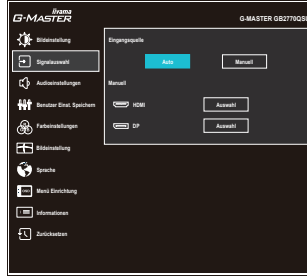 iiyama
G-MASTER
G-MASTER GB2770QSU
Bildeinstellung
Eingangsquelle
Signalauswahl
Auto
Manuell
Audioeinstellungen
Manuell
Benutzer Einst. Speichern
HDMI
Auswahl
Farbeinstellungen
DP
Auswahl
Bildeinstellung
Sprache
Menü Einrichtung
Informationen
Zurücksetzen